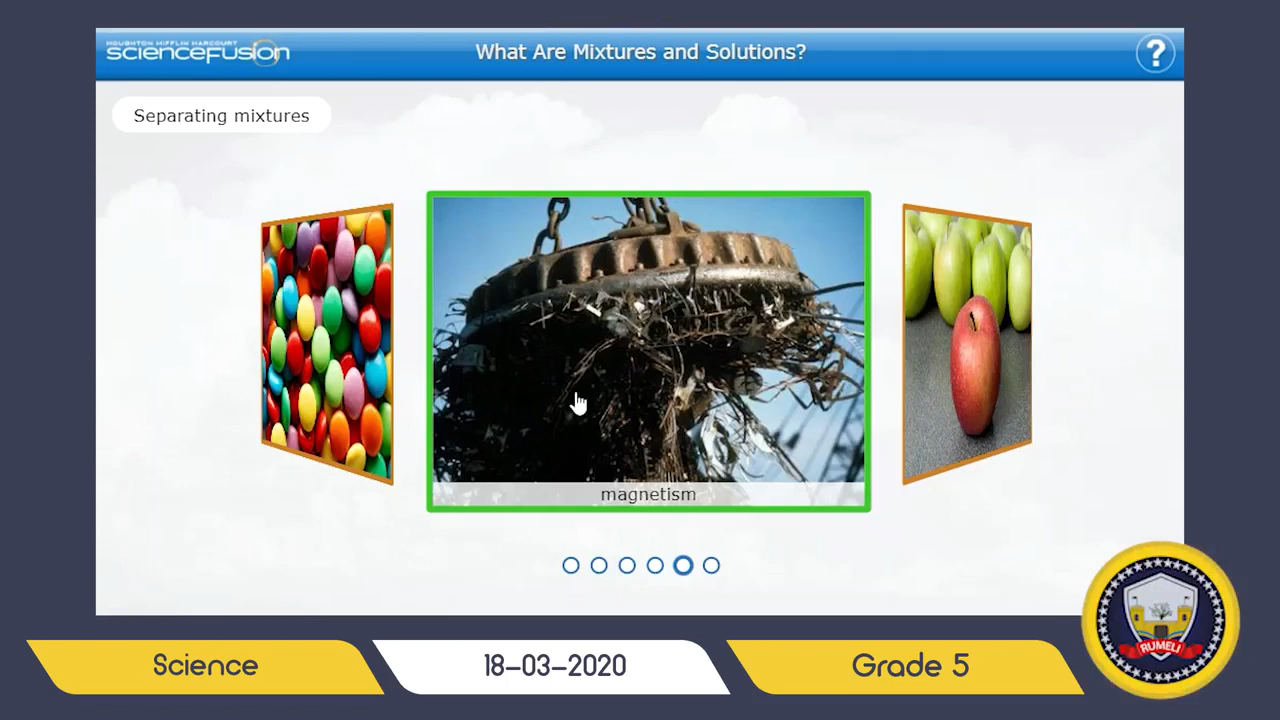 HOUGHTON MIFFLIN HARCOURT
scienceFusion
What Are Mixtures and Solutions?
?
Separating mixtures
magnetism
Science
18-03-2020
Grade 5
RUMELI